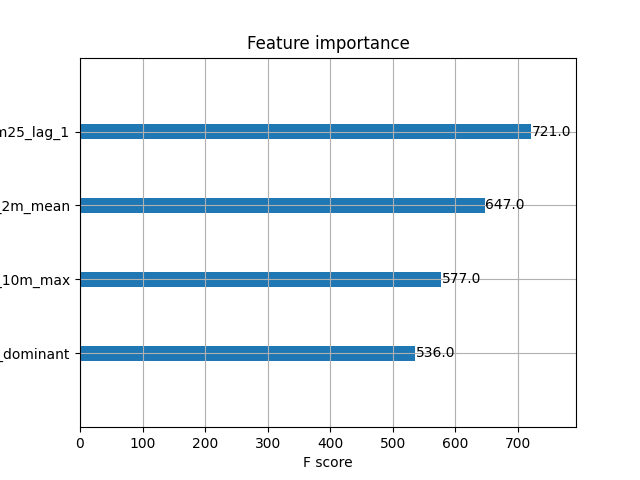 Feature importance
m25_lag_1
721.0
_2m_mean
647.0
_10m_max
577.0
_dominant
536.0
0 100 200 300 400 500 600 700
F score